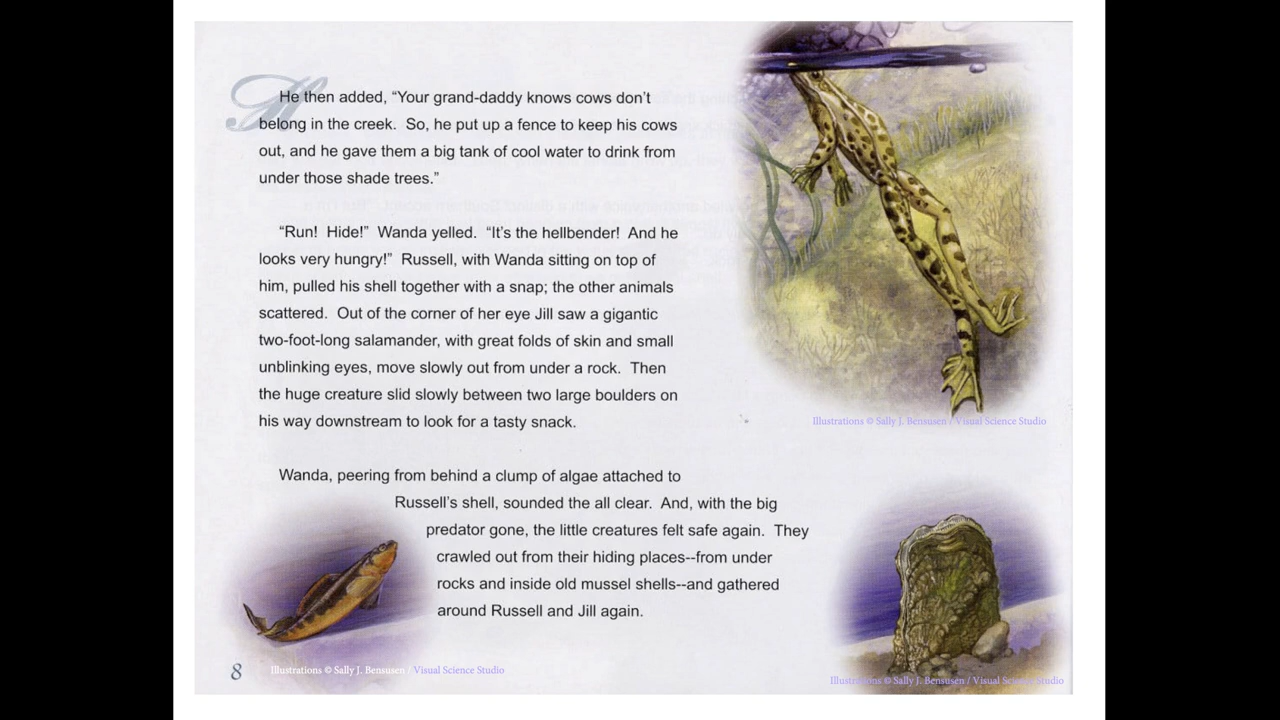 He then added, “Your grand-daddy knows cows don’t
belong in the creek.  So, he put up a fence to keep his cows
out, and he gave them a big tank of cool water to drink from
under those shade trees.”
“Run!  Hide!”  Wanda yelled.  “It’s the hellbender!  And he
looks very hungry!”  Russell, with Wanda sitting on top of
him, pulled his shell together with a snap; the other animals
scattered.  Out of the corner of her eye Jill saw a gigantic
two-foot-long salamander, with great folds of skin and small
unblinking eyes, move slowly out from under a rock.  Then
the huge creature slid slowly between two large boulders on
his way downstream to look for a tasty snack.
Illustrations © Sally J. Bensusen / Visual Science Studio
Wanda, peering from behind a clump of algae attached to
Russell’s shell, sounded the all clear.  And, with the big
predator gone, the little creatures felt safe again.  They
crawled out from their hiding places--from under
rocks and inside old mussel shells--and gathered
around Russell and Jill again.
8
Illustrations © Sally J. Bensusen / Visual Science Studio
Illustrations © Sally J. Bensusen / Visual Science Studio